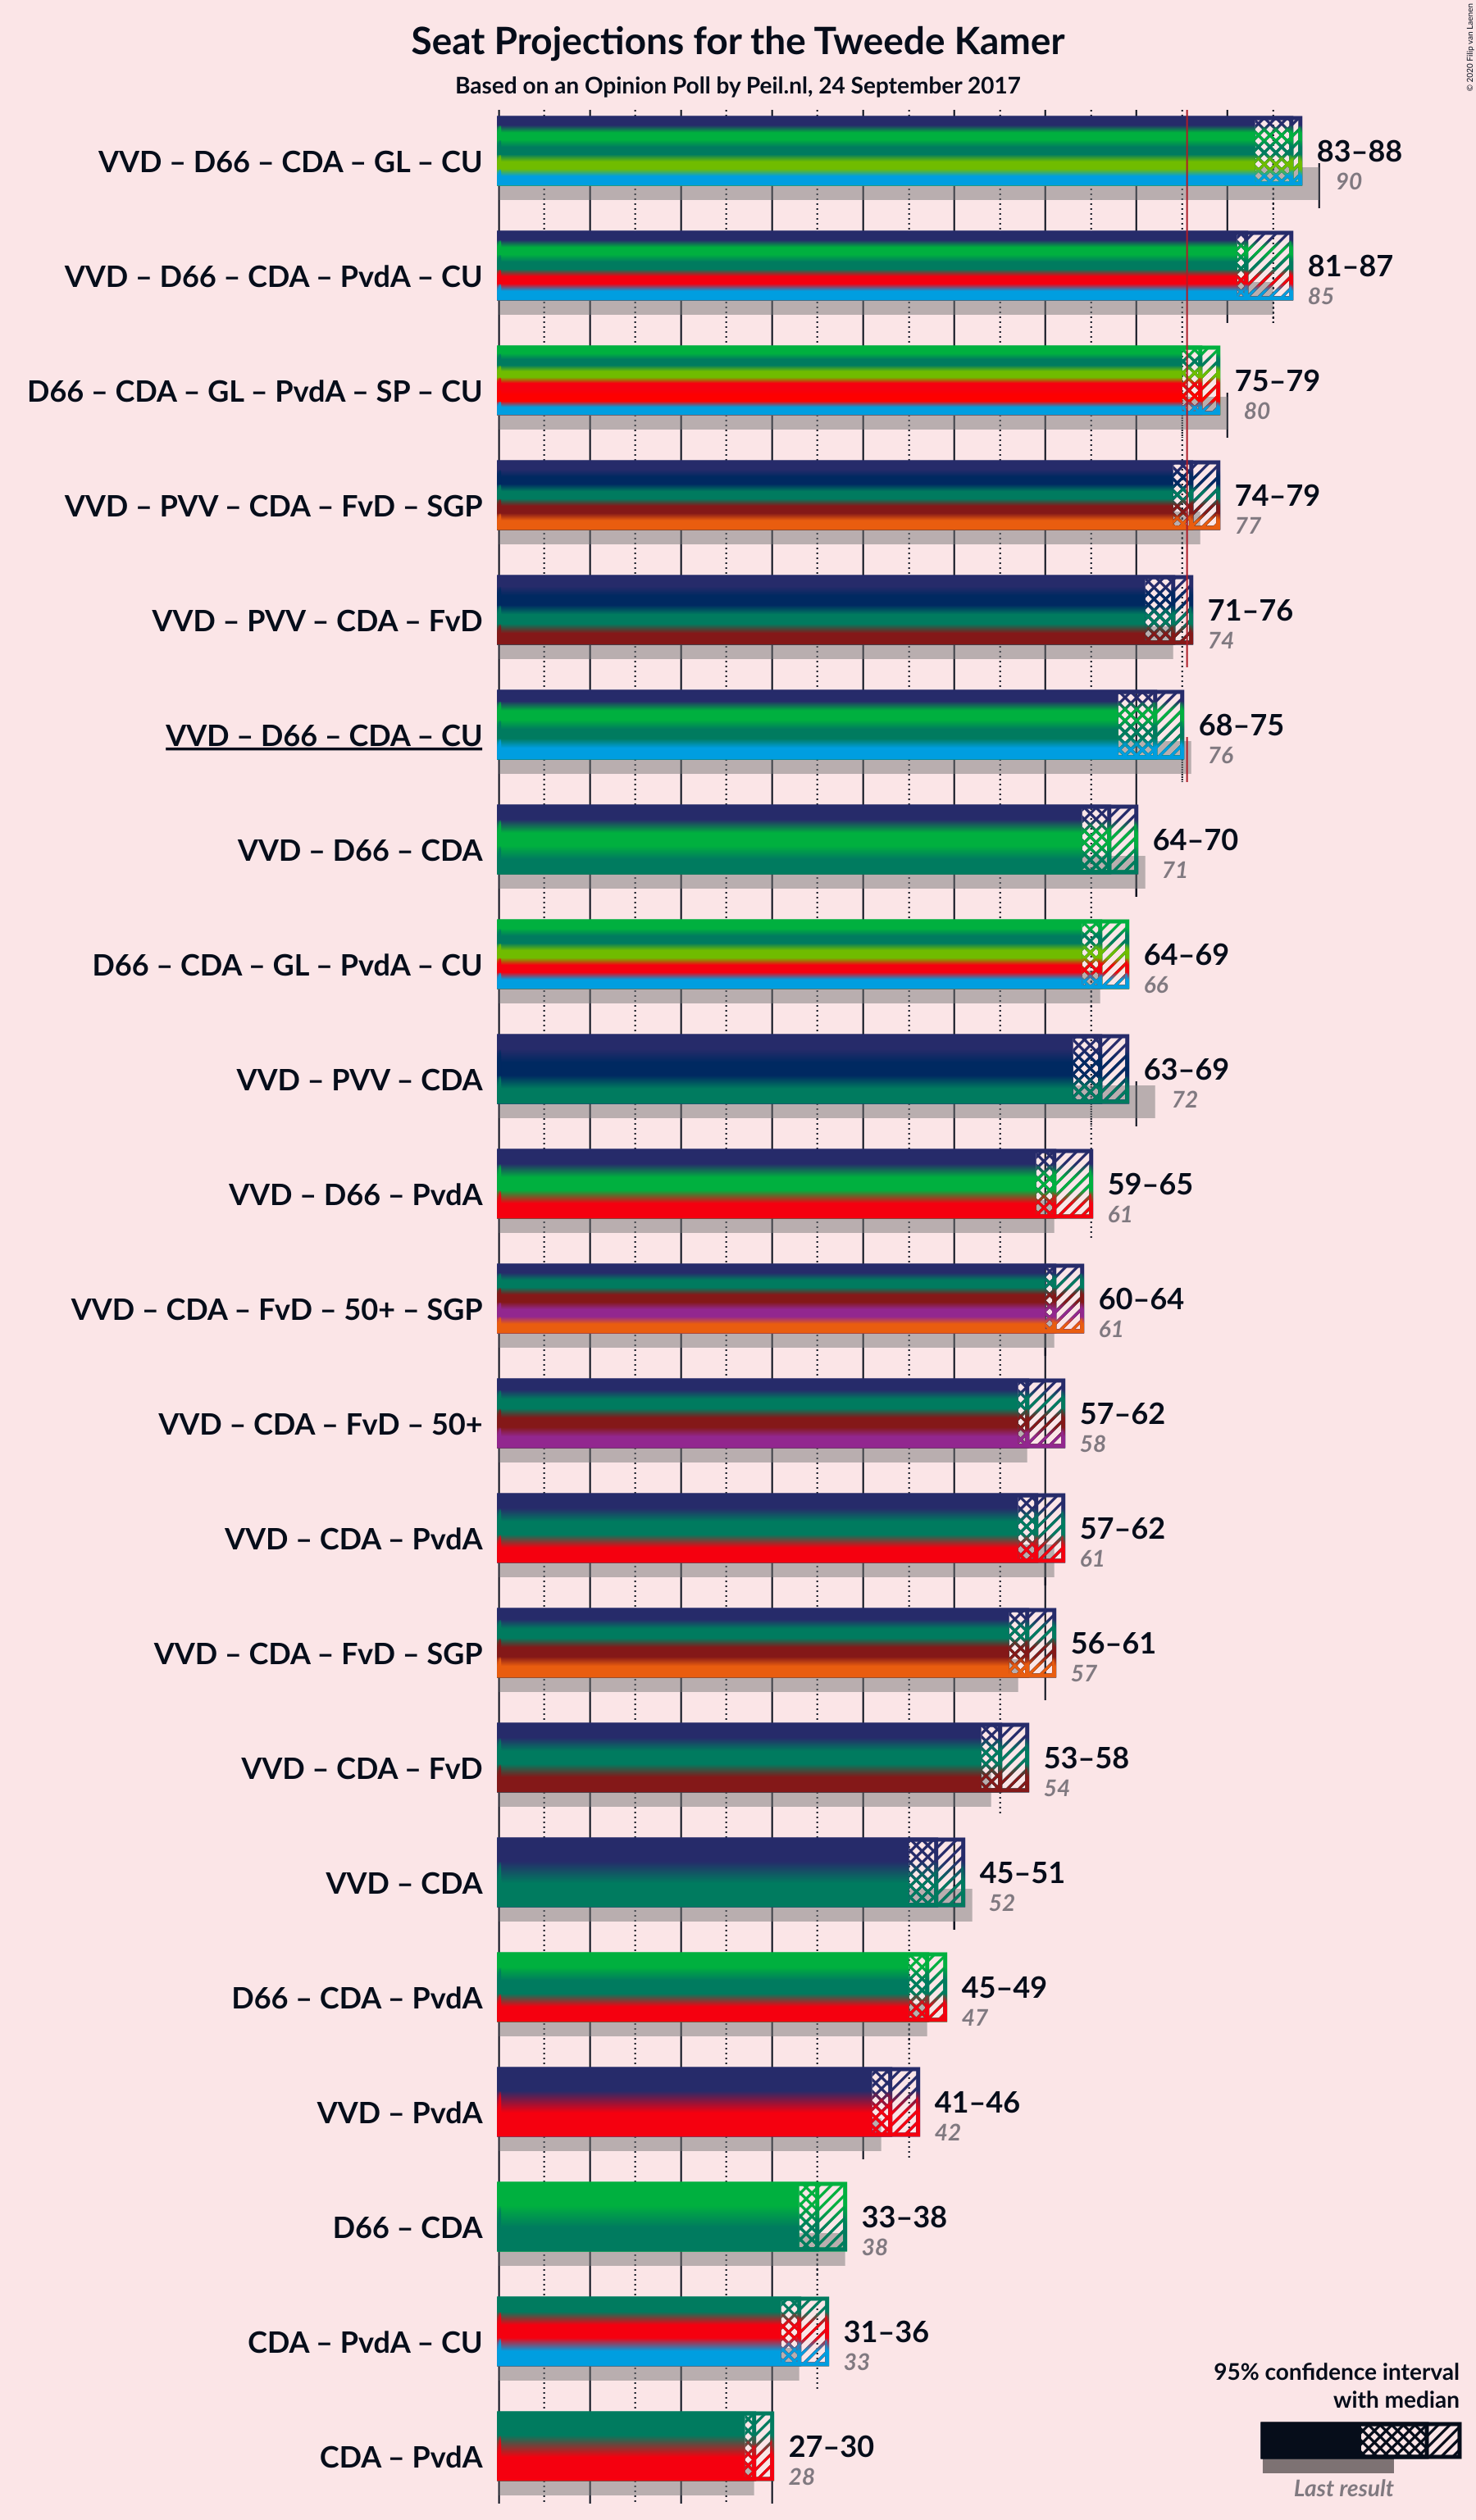 Seat Projections for the Tweede Kamer
Based on an Opinion Poll by Peil.nl, 24 September 2017
© 2020 Filip van Laenen
VVD – D66 – CDA – GL – CU
83–88
90
VVD – D66 – CDA – PvdA – CU
81–87
85
D66 – CDA – GL – PvdA – SP – CU
75–79
80
VVD – PVV – CDA – FvD – SGP
74–79
77
VVD – PVV – CDA – FvD
71–76
74
VVD – D66 – CDA – CU
68–75
76
VVD – D66 – CDA
64–70
71
D66 – CDA – GL – PvdA – CU
64–69
66
VVD – PVV – CDA
63–69
72
VVD – D66 – PvdA
59–65
61
VVD – CDA – FvD – 50+ – SGP
60–64
61
VVD – CDA – FvD – 50+
57–62
58
VVD – CDA – PvdA
57–62
61
VVD – CDA – FvD – SGP
56–61
57
VVD – CDA – FvD
53–58
54
VVD – CDA
45–51
52
D66 – CDA – PvdA
45–49
47
VVD – PvdA
41–46
42
D66 – CDA
33–38
38
CDA – PvdA – CU
31–36
33
CDA – PvdA
27–30
28
95% confidence interval
with median
Last result